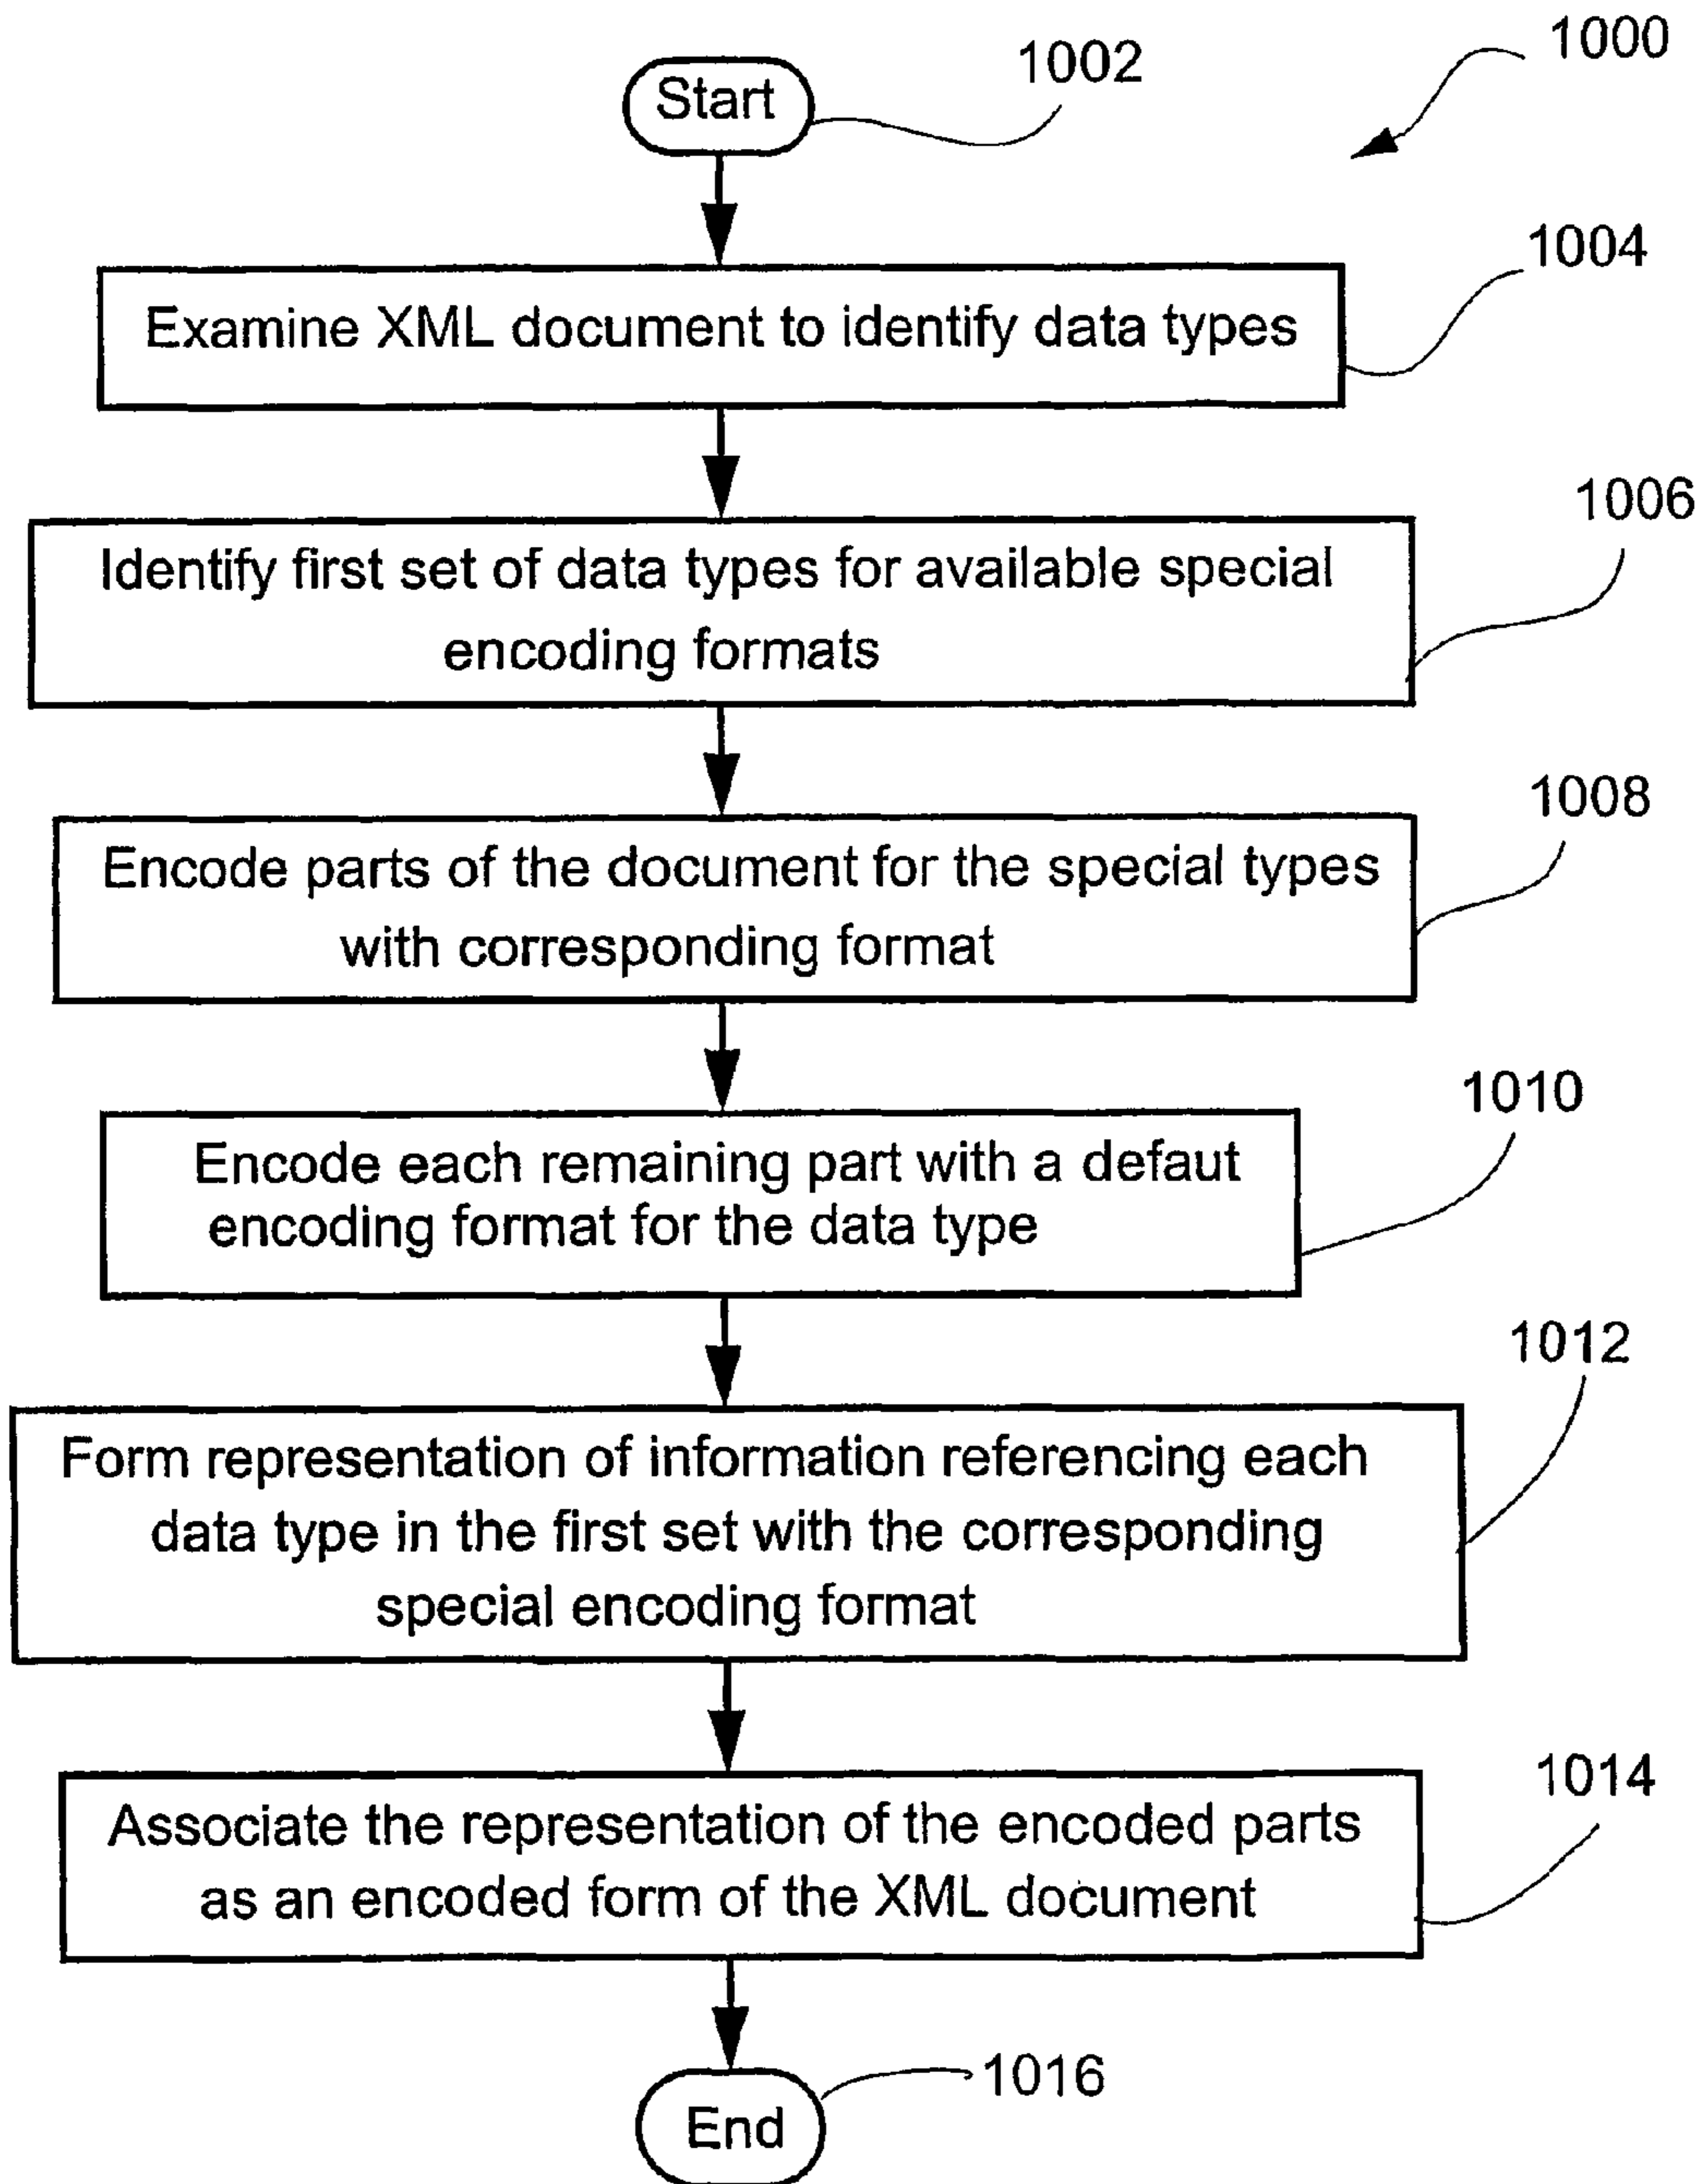 1000
1002
Start
1004
Examine XML document to identify data types
1006
Identify first set of data types for available special
encoding formats
1008
Encode parts of the document for the special types
with corresponding format
1010
Encode each remaining part with a defaut
encoding format for the data type
1012
Form representation of information referencing each
data type in the first set with the corresponding
special encoding format
1014
Associate the representation of the encoded parts
as an encoded form of the XML document
1016
End